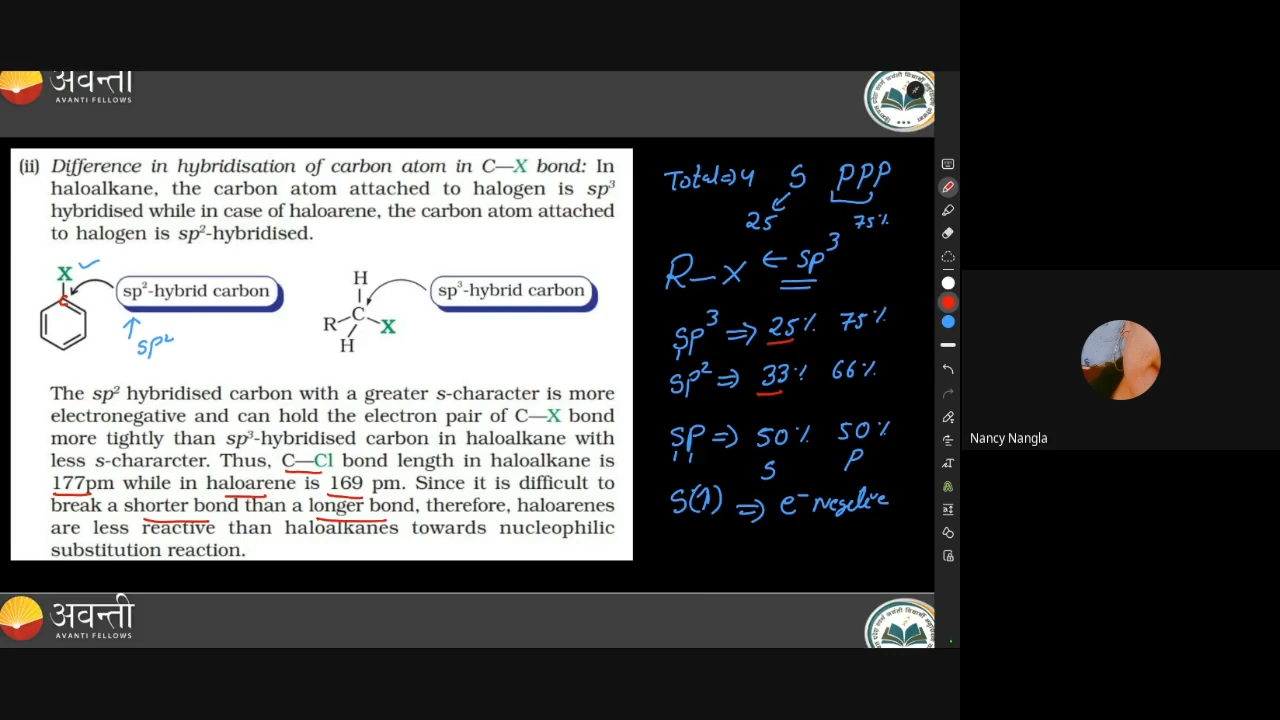 अवन्ती
AVANTI FELLOWS
(ii) Difference in hybridisation of carbon atom in C—X bond: In
haloalkane, the carbon atom attached to halogen is sp³
hybridised while in case of haloarene, the carbon atom attached
to halogen is sp²-hybridised.
X
C
sp²-hybrid carbon
sp²
H
R C X
H
sp³-hybrid carbon
The sp² hybridised carbon with a greater s-character is more
electronegative and can hold the electron pair of C—X bond
more tightly than sp³-hybridised carbon in haloalkane with
less s-chararcter. Thus, C—Cl bond length in haloalkane is
177pm while in haloarene is 169 pm. Since it is difficult to
break a shorter bond than a longer bond, therefore, haloarenes
are less reactive than haloalkanes towards nucleophilic
substitution reaction.
Total => 4 S PPP
25 75%
R-X ← sp³
sp³ => 25% 75%
sp² => 33% 66%
sp => 50% 50%
S P
S(↑) => e⁻ negative
Nancy Nangla
अवन्ती
AVANTI FELLOWS